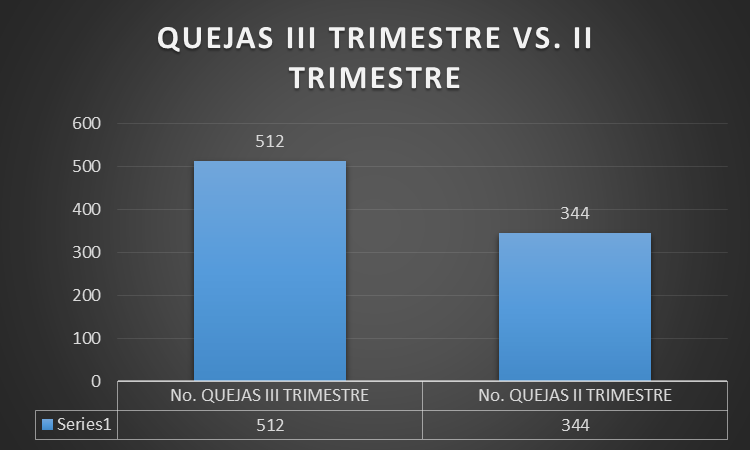 QUEJAS III TRIMESTRE VS. II
TRIMESTRE
600
512
500
400
344
300
200
100
0
No. QUEJAS III TRIMESTRE No. QUEJAS II TRIMESTRE
Series1 512 344